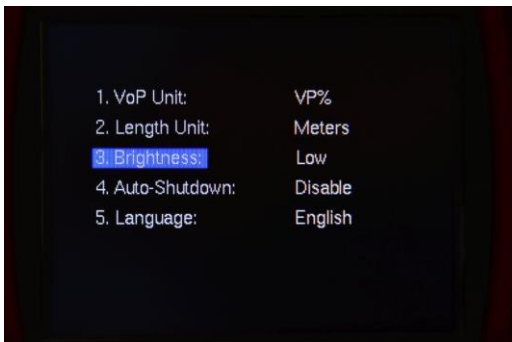 1. VoP Unit: VP%
2. Length Unit: Meters
3. Brightness: Low
4. Auto-Shutdown: Disable
5. Language: English